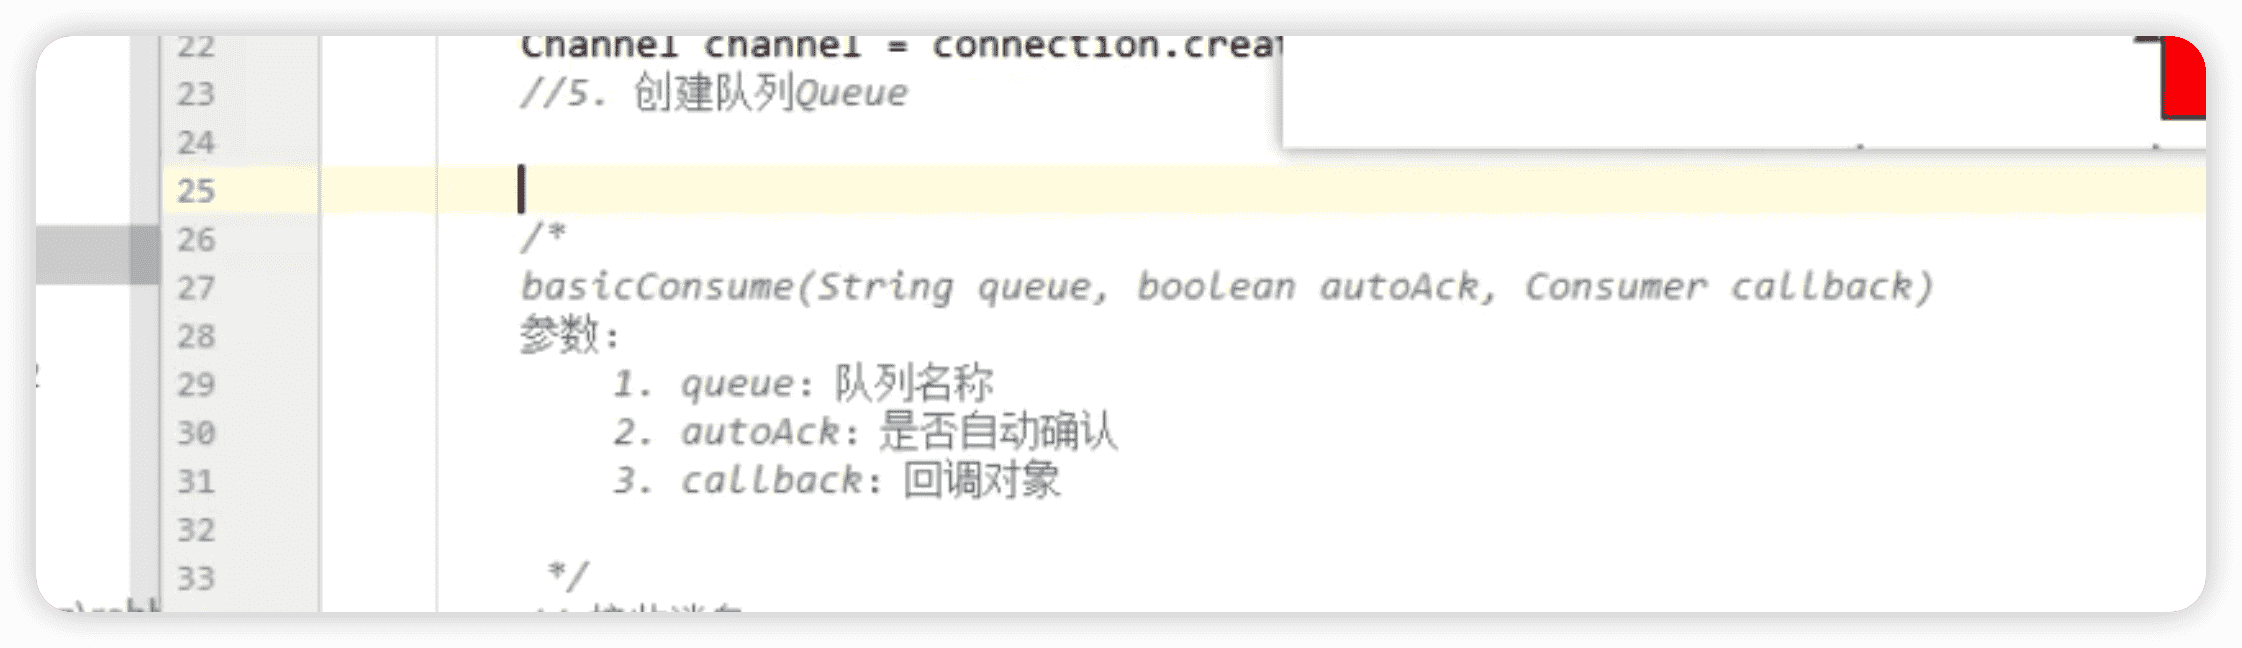 22 Channel channel = connection.crea
23 //5. 创建队列Queue
24
25
26 /*
27 basicConsume(String queue, boolean autoAck, Consumer callback)
28 参数:
29 1. queue: 队列名称
30 2. autoAck: 是否自动确认
31 3. callback: 回调对象
32
33 */